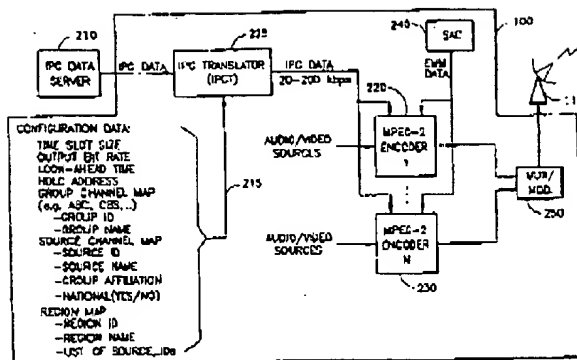 210
IPG DATA
SERVER
IPG DATA
225
IPG TRANSLATOR
(IPGT)
IPG DATA
20-200 kbps
240
SAC
EMM
DATA
100
11
220
AUDIO/VIDEO
SOURCES
MPEG-2
ENCODER
1
AUDIO/VIDEO
SOURCES
MPEG-2
ENCODER
N
230
MUX/
MOD.
250
215
CONFIGURATION DATA:
TIME SLOT SIZE
OUTPUT BIT RATE
LOOK-AHEAD TIME
HOLD ADDRESS
GROUP CHANNEL MAP
(e.g. ABC, CBS,..)
-GROUP ID
-GROUP NAME
SOURCE CHANNEL MAP
-SOURCE ID
-SOURCE NAME
-GROUP AFFILIATION
-NATIONAL(YES/NO)
REGION MAP
-REGION ID
-REGION NAME
-LIST OF SOURCE_IDs